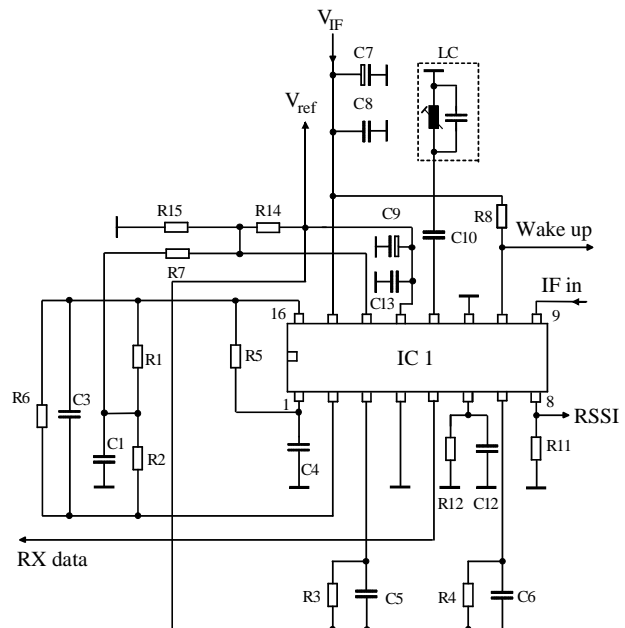 V_IF
C7
LC
C8
V_ref
R15
R14
C9
R8
C10
Wake up
R7
C13
IF in
16
9
R1
R5
IC 1
R6
C3
1
8
RSSI
C1
R2
C4
R11
R12
C12
RX data
R3
C5
R4
C6